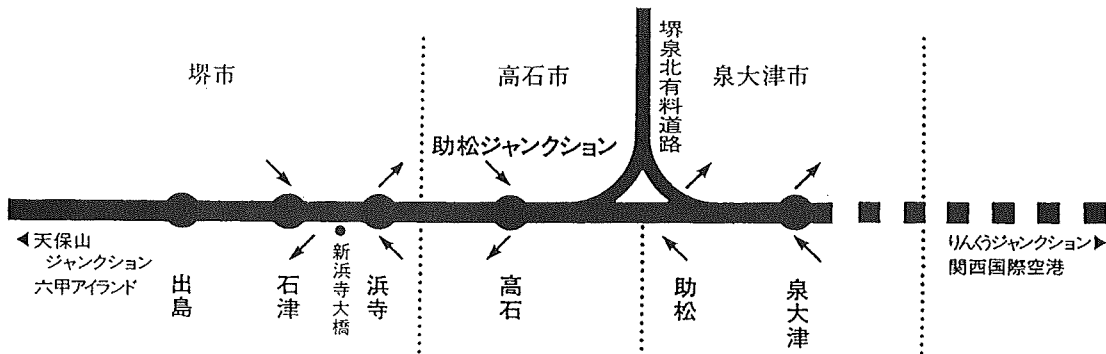 堺市
高石市
堺泉北有料道路
泉大津市
助松ジャンクション
◀天保山
ジャンクション
六甲アイランド
出島
石津
新浜寺大橋
浜寺
高石
助松
泉大津
りんくうジャンクション▶
関西国際空港